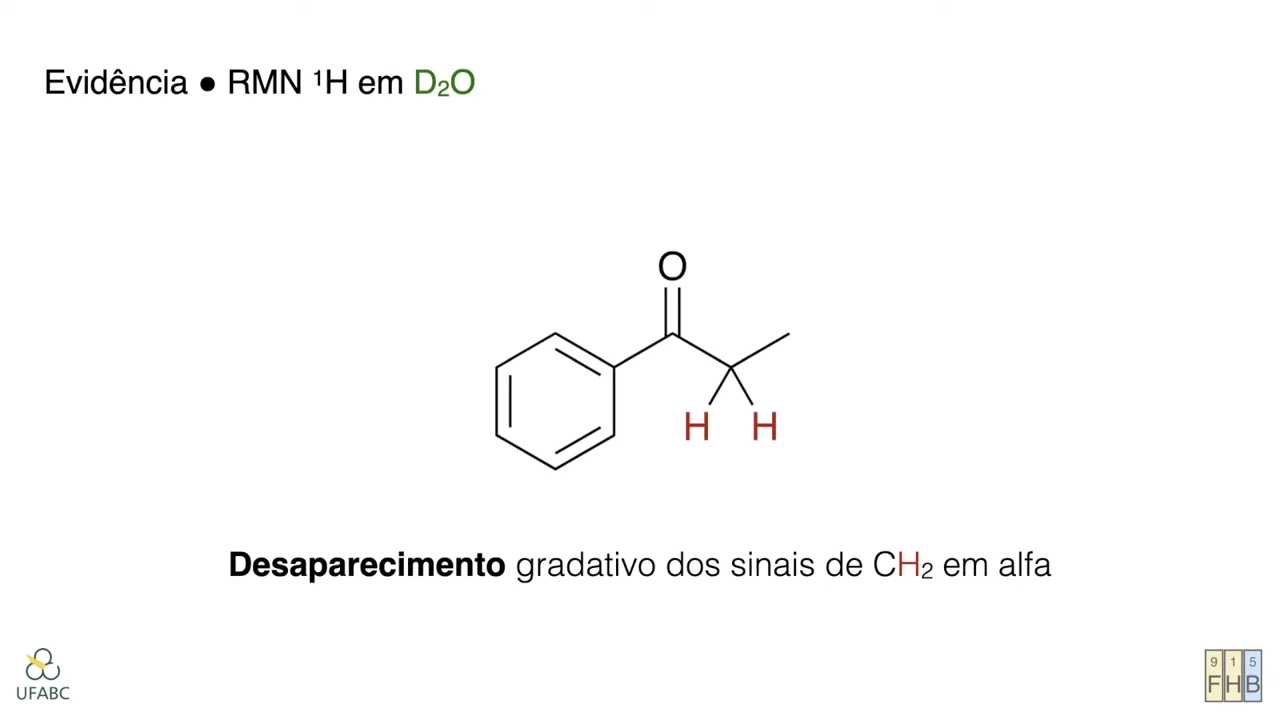 Evidência ● RMN ¹H em D₂O
O
H H
Desaparecimento gradativo dos sinais de CH₂ em alfa
UFABC
9 1 5
F H B